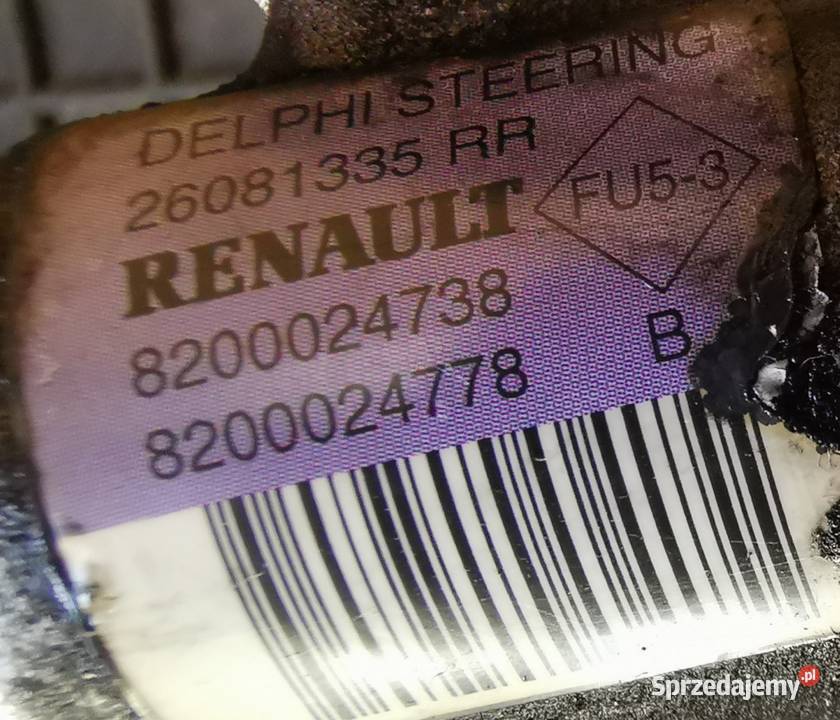 DELPHI STEERING
26081335 RR
FU5-3
RENAULT
8200024738
8200024778
B
Sprzedajemy.pl